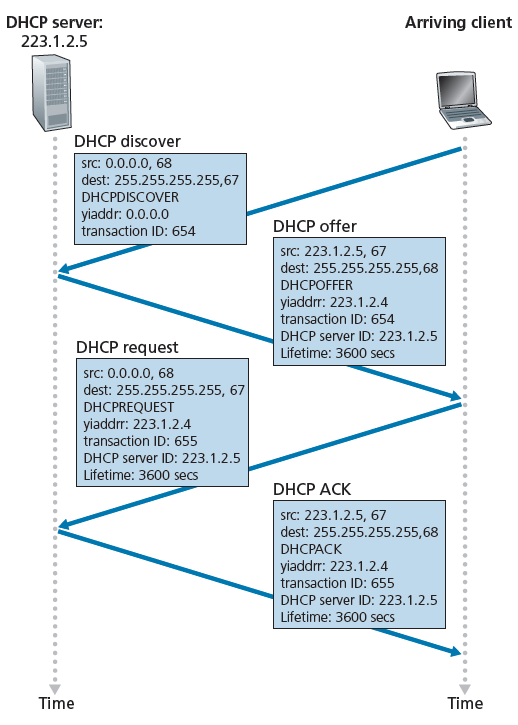 DHCP server:
223.1.2.5
Arriving client
DHCP discover
src: 0.0.0.0, 68
dest: 255.255.255.255,67
DHCPDISCOVER
yiaddr: 0.0.0.0
transaction ID: 654
DHCP offer
src: 223.1.2.5, 67
dest: 255.255.255.255,68
DHCPOFFER
yiaddrr: 223.1.2.4
transaction ID: 654
DHCP server ID: 223.1.2.5
Lifetime: 3600 secs
DHCP request
src: 0.0.0.0, 68
dest: 255.255.255.255, 67
DHCPREQUEST
yiaddrr: 223.1.2.4
transaction ID: 655
DHCP server ID: 223.1.2.5
Lifetime: 3600 secs
DHCP ACK
src: 223.1.2.5, 67
dest: 255.255.255.255,68
DHCPACK
yiaddrr: 223.1.2.4
transaction ID: 655
DHCP server ID: 223.1.2.5
Lifetime: 3600 secs
Time
Time